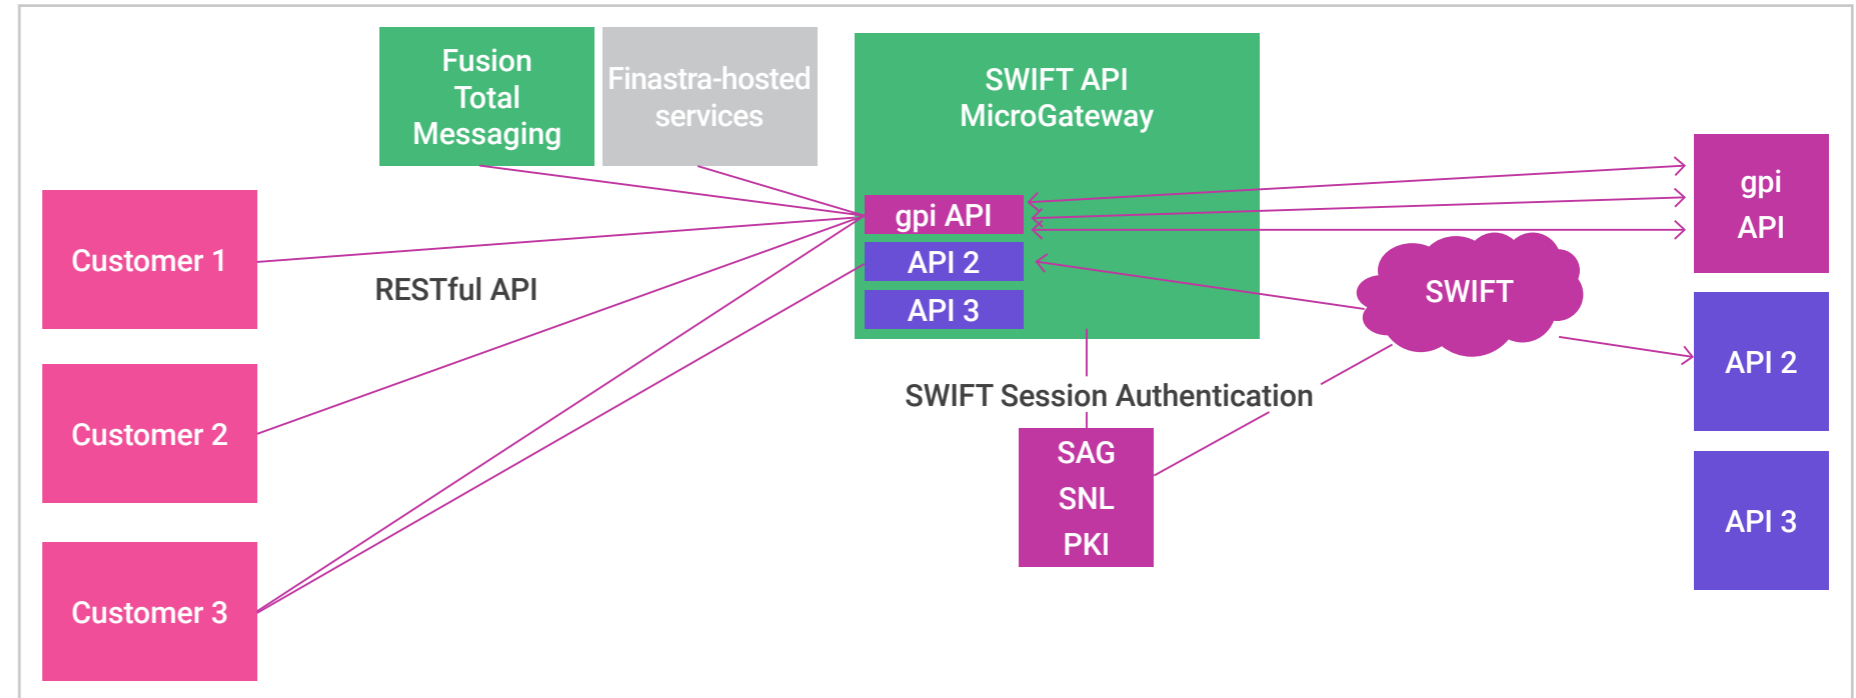 Fusion
Total
Messaging
Finastra-hosted
services
SWIFT API
MicroGateway
gpi API
API 2
API 3
Customer 1
RESTful API
Customer 2
Customer 3
SWIFT Session Authentication
SAG
SNL
PKI
SWIFT
gpi
API
API 2
API 3